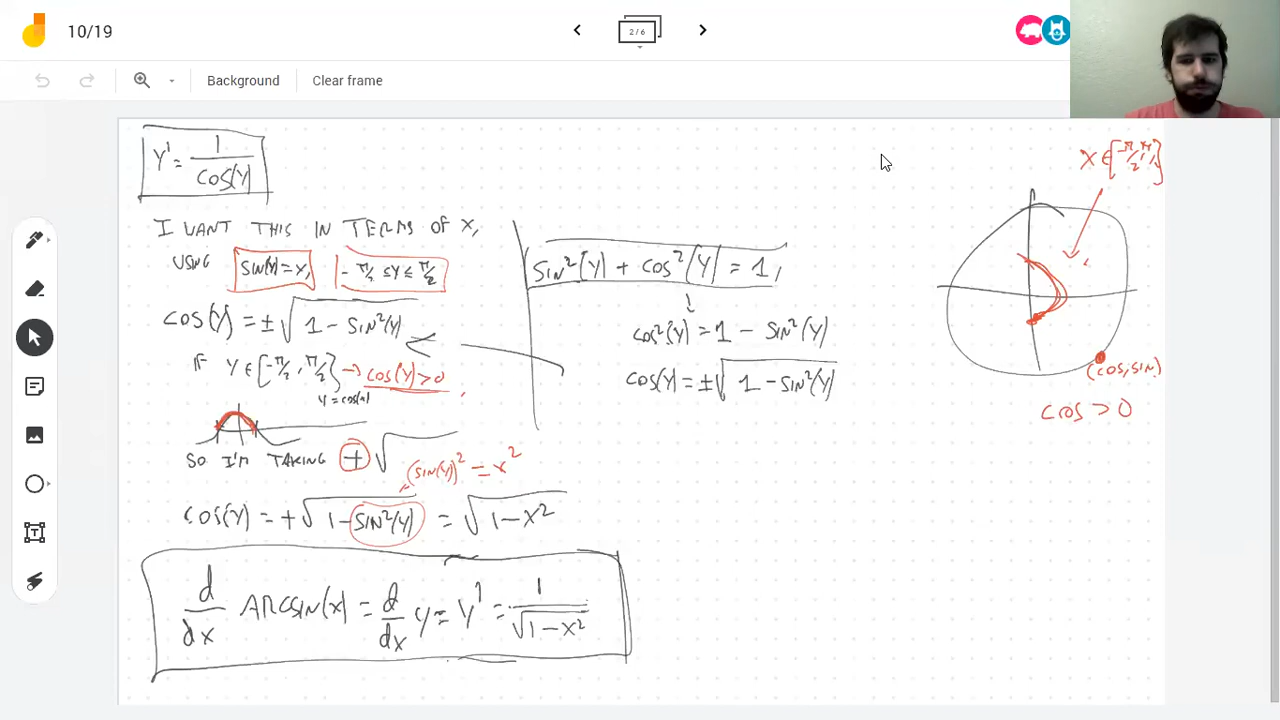 10/19
2/6
Background
Clear frame
Y' = 1/cos(Y)
I WANT THIS IN TERMS OF X,
USING sin(Y) = x, -π/2 ≤ Y ≤ π/2
cos(Y) = ±√(1 - sin²(Y))
IF Y ∈ [-π/2, π/2] → cos(Y) > 0
Y = cos(x)
SO I'M TAKING + √
(sin(Y))² = x²
cos(Y) = +√(1 - sin²(Y)) = √(1 - x²)
d/dx ARCSIN(x) = d/dx Y = Y' = 1/√(1 - x²)
sin²(Y) + cos²(Y) = 1,
cos²(Y) = 1 - sin²(Y)
cos(Y) = ±√(1 - sin²(Y))
X ∈ [-π/2, π/2]
(cos, sin)
cos > 0